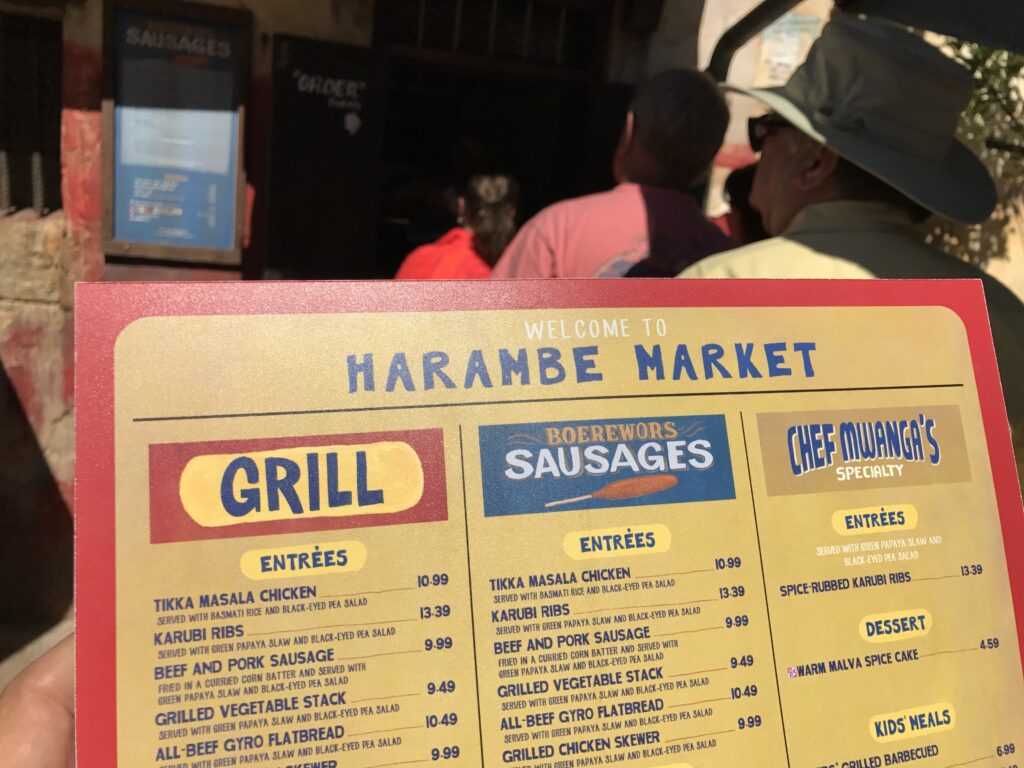 SAUSAGES
"ORDER"
WELCOME TO
HARAMBE MARKET
GRILL
ENTRĖES
TIKKA MASALA CHICKEN 10.99
SERVED WITH BASMATI RICE AND BLACK-EYED PEA SALAD
KARUBI RIBS 13.39
SERVED WITH GREEN PAPAYA SLAW AND BLACK-EYED PEA SALAD
BEEF AND PORK SAUSAGE 9.99
FRIED IN A CURRIED CORN BATTER AND SERVED WITH
GREEN PAPAYA SLAW AND BLACK-EYED PEA SALAD
GRILLED VEGETABLE STACK 9.49
SERVED WITH GREEN PAPAYA SLAW AND BLACK-EYED PEA SALAD
ALL-BEEF GYRO FLATBREAD 10.49
SERVED WITH GREEN PAPAYA SLAW AND BLACK-EYED PEA SALAD
SKEWER 9.99
BOEREWORS
SAUSAGES
ENTRĖES
TIKKA MASALA CHICKEN 10.99
SERVED WITH BASMATI RICE AND BLACK-EYED PEA SALAD
KARUBI RIBS 13.39
SERVED WITH GREEN PAPAYA SLAW AND BLACK-EYED PEA SALAD
BEEF AND PORK SAUSAGE 9.99
FRIED IN A CURRIED CORN BATTER AND SERVED WITH
GREEN PAPAYA SLAW AND BLACK-EYED PEA SALAD
GRILLED VEGETABLE STACK 9.49
SERVED WITH GREEN PAPAYA SLAW AND BLACK-EYED PEA SALAD
ALL-BEEF GYRO FLATBREAD 10.49
SERVED WITH GREEN PAPAYA SLAW AND BLACK-EYED PEA SALAD
GRILLED CHICKEN SKEWER 9.99
SERVED WITH GREEN PAPAYA SLAW AND BLACK-EYED PEA SALAD
CHEF MWANGA'S
SPECIALTY
ENTRĖES
SERVED WITH GREEN PAPAYA SLAW AND
BLACK-EYED PEA SALAD
SPICE-RUBBED KARUBI RIBS 13.39
DESSERT
WARM MALVA SPICE CAKE 4.59
KIDS' MEALS
KIDS' GRILLED BARBECUED 6.99